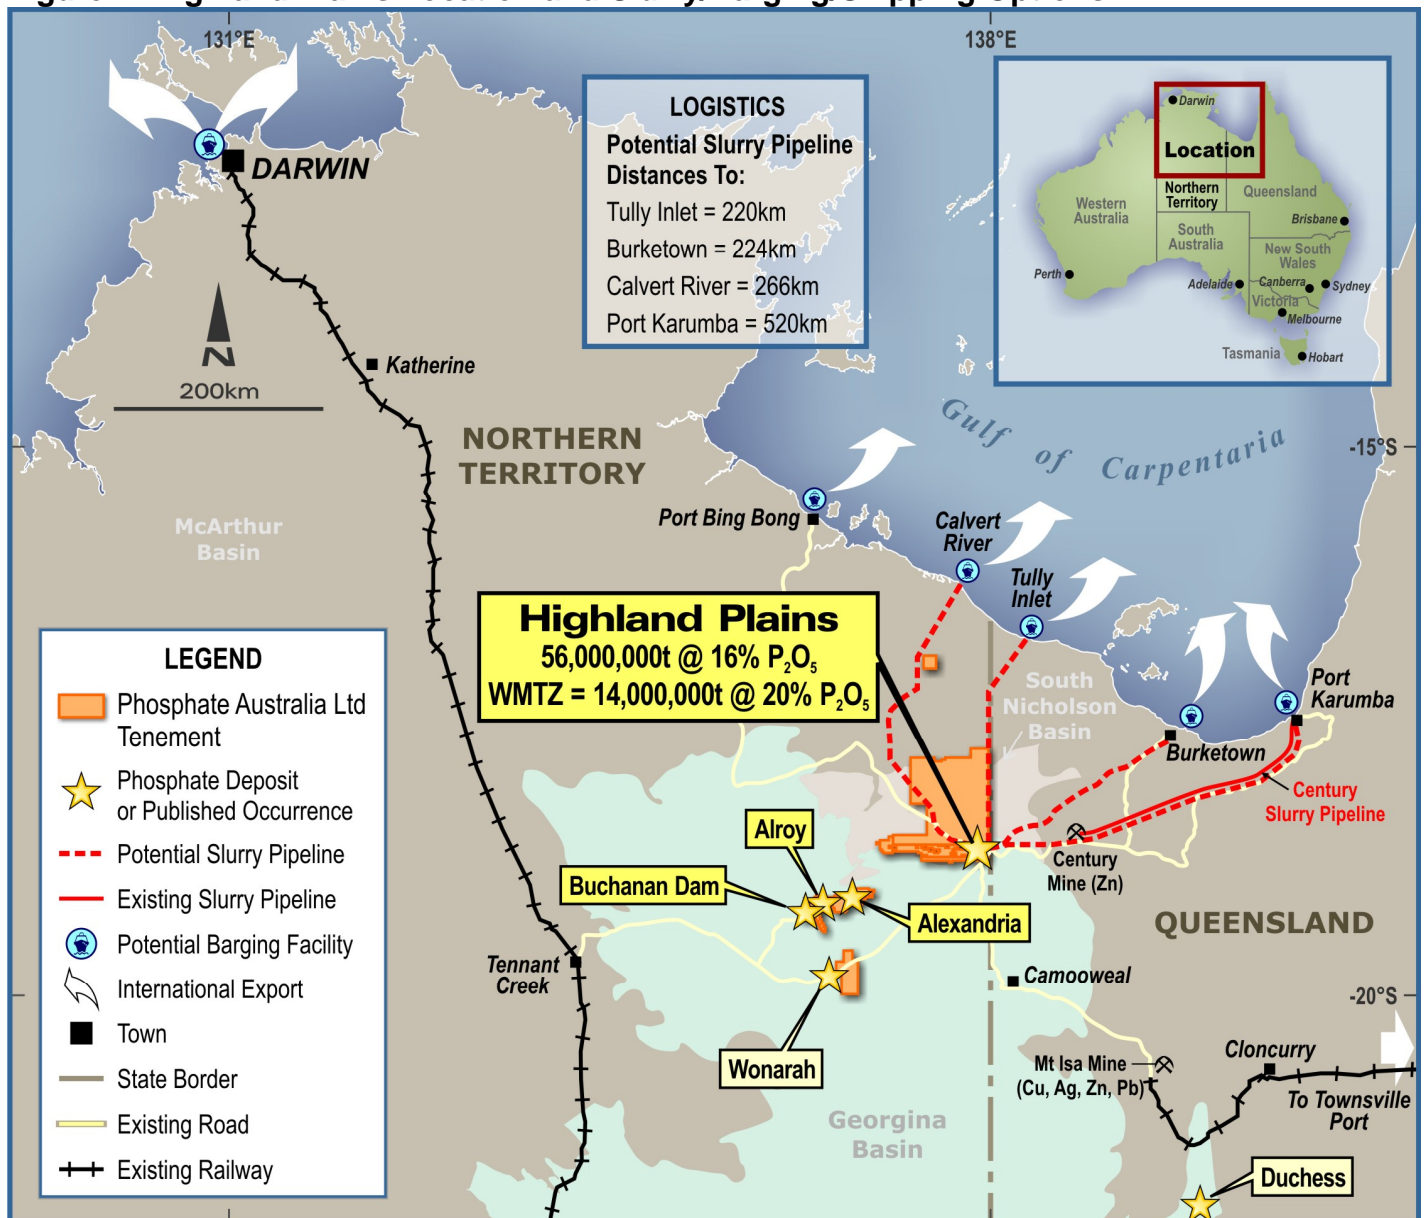 131°E
138°E
DARWIN
LOGISTICS
Potential Slurry Pipeline
Distances To:
Tully Inlet = 220km
Burketown = 224km
Calvert River = 266km
Port Karumba = 520km
Darwin
Location
Western
Australia
Northern
Territory
Queensland
South
Australia
Brisbane
New South
Wales
Perth
Adelaide
Canberra
Sydney
Victoria
Melbourne
Tasmania
Hobart
N
200km
Katherine
NORTHERN
TERRITORY
Gulf of Carpentaria
-15°S
McArthur
Basin
Port Bing Bong
Calvert
River
Tully
Inlet
Highland Plains
56,000,000t @ 16% P₂O₅
WMTZ = 14,000,000t @ 20% P₂O₅
South
Nicholson
Basin
Port
Karumba
Burketown
Century
Slurry Pipeline
LEGEND
Phosphate Australia Ltd
Tenement
Phosphate Deposit
or Published Occurrence
Potential Slurry Pipeline
Existing Slurry Pipeline
Potential Barging Facility
International Export
Town
State Border
Existing Road
Existing Railway
Alroy
Buchanan Dam
Alexandria
Century
Mine (Zn)
QUEENSLAND
Tennant
Creek
Camooweal
-20°S
Wonarah
Mt Isa Mine
(Cu, Ag, Zn, Pb)
Cloncurry
To Townsville
Port
Georgina
Basin
Duchess